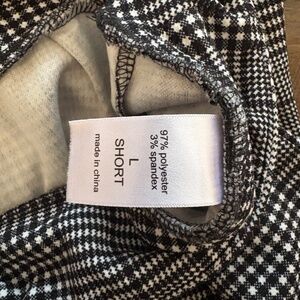 L
SHORT
made in china
97% polyester
3% spandex